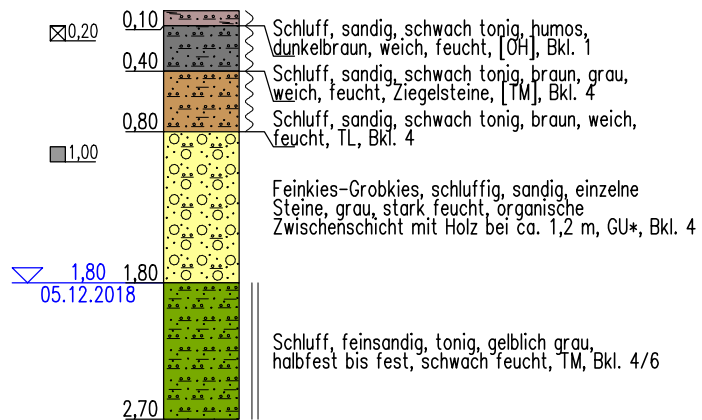 0,10
0,20
Schluff, sandig, schwach tonig, humos,
dunkelbraun, weich, feucht, [OH], Bkl. 1
0,40
Schluff, sandig, schwach tonig, braun, grau,
weich, feucht, Ziegelsteine, [TM], Bkl. 4
0,80
Schluff, sandig, schwach tonig, braun, weich,
feucht, TL, Bkl. 4
1,00
Feinkies-Grobkies, schluffig, sandig, einzelne
Steine, grau, stark feucht, organische
Zwischenschicht mit Holz bei ca. 1,2 m, GU*, Bkl. 4
1,80 1,80
05.12.2018
Schluff, feinsandig, tonig, gelblich grau,
halbfest bis fest, schwach feucht, TM, Bkl. 4/6
2,70